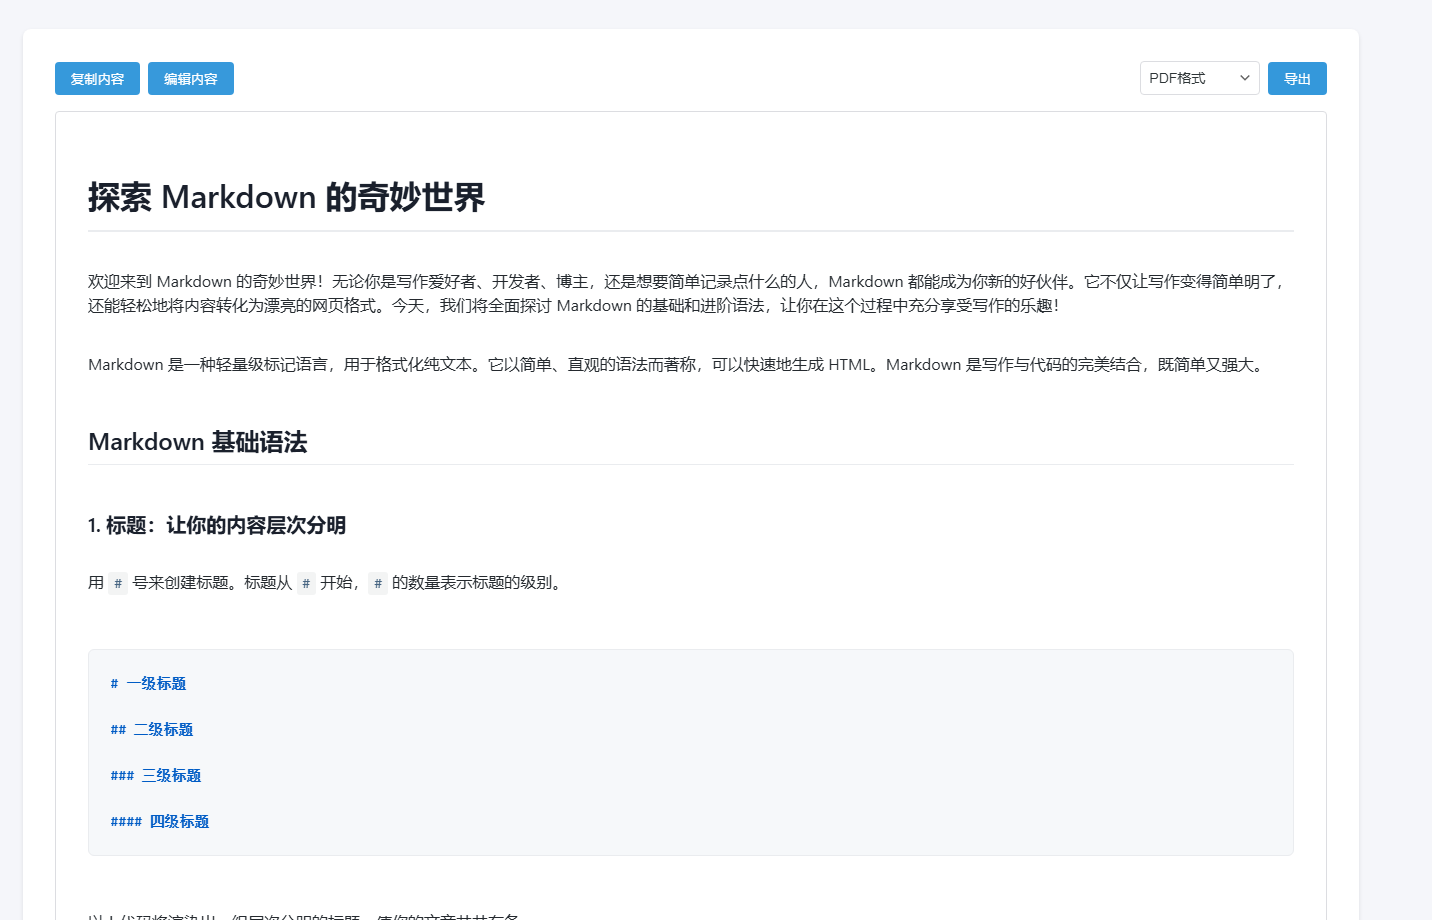 复制内容 编辑内容 PDF格式 导出
探索 Markdown 的奇妙世界
欢迎来到 Markdown 的奇妙世界！无论你是写作爱好者、开发者、博主，还是想要简单记录点什么的人，Markdown 都能成为你新的好伙伴。它不仅让写作变得简单明了，
还能轻松地将内容转化为漂亮的网页格式。今天，我们将全面探讨 Markdown 的基础和进阶语法，让你在这个过程中充分享受写作的乐趣！
Markdown 是一种轻量级标记语言，用于格式化纯文本。它以简单、直观的语法而著称，可以快速地生成 HTML。Markdown 是写作与代码的完美结合，既简单又强大。
Markdown 基础语法
1. 标题：让你的内容层次分明
用 # 号来创建标题。标题从 # 开始， # 的数量表示标题的级别。
# 一级标题
## 二级标题
### 三级标题
#### 四级标题